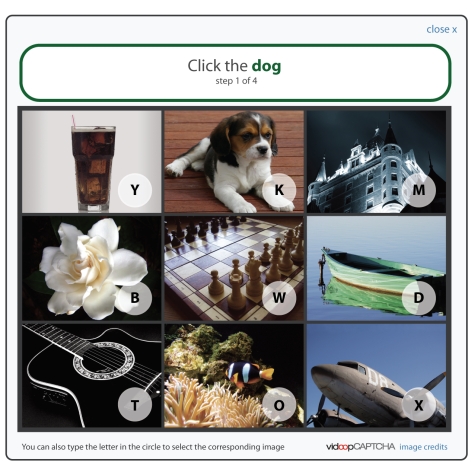 close x
Click the dog
step 1 of 4
Y
K
M
B
W
D
T
O
X
You can also type the letter in the circle to select the corresponding image
vidoopCAPTCHA image credits